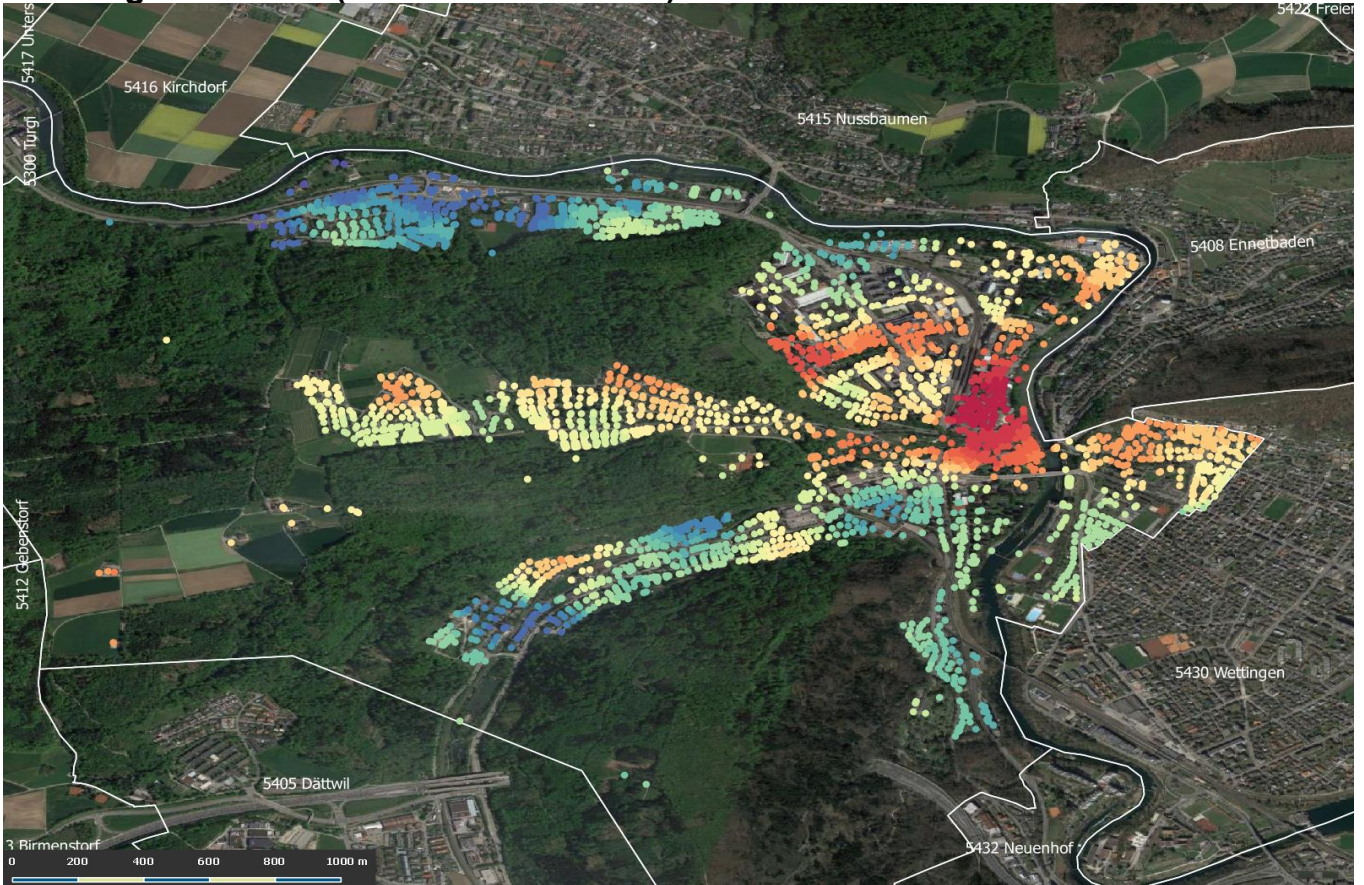 5423 Freien
5417 Unters
5416 Kirchdorf
5415 Nussbaumen
5300 Turgi
5408 Ennetbaden
5412 Gebenstorf
5430 Wettingen
5405 Dättwil
3 Birmenstorf
5432 Neuenhof
0 200 400 600 800 1000 m